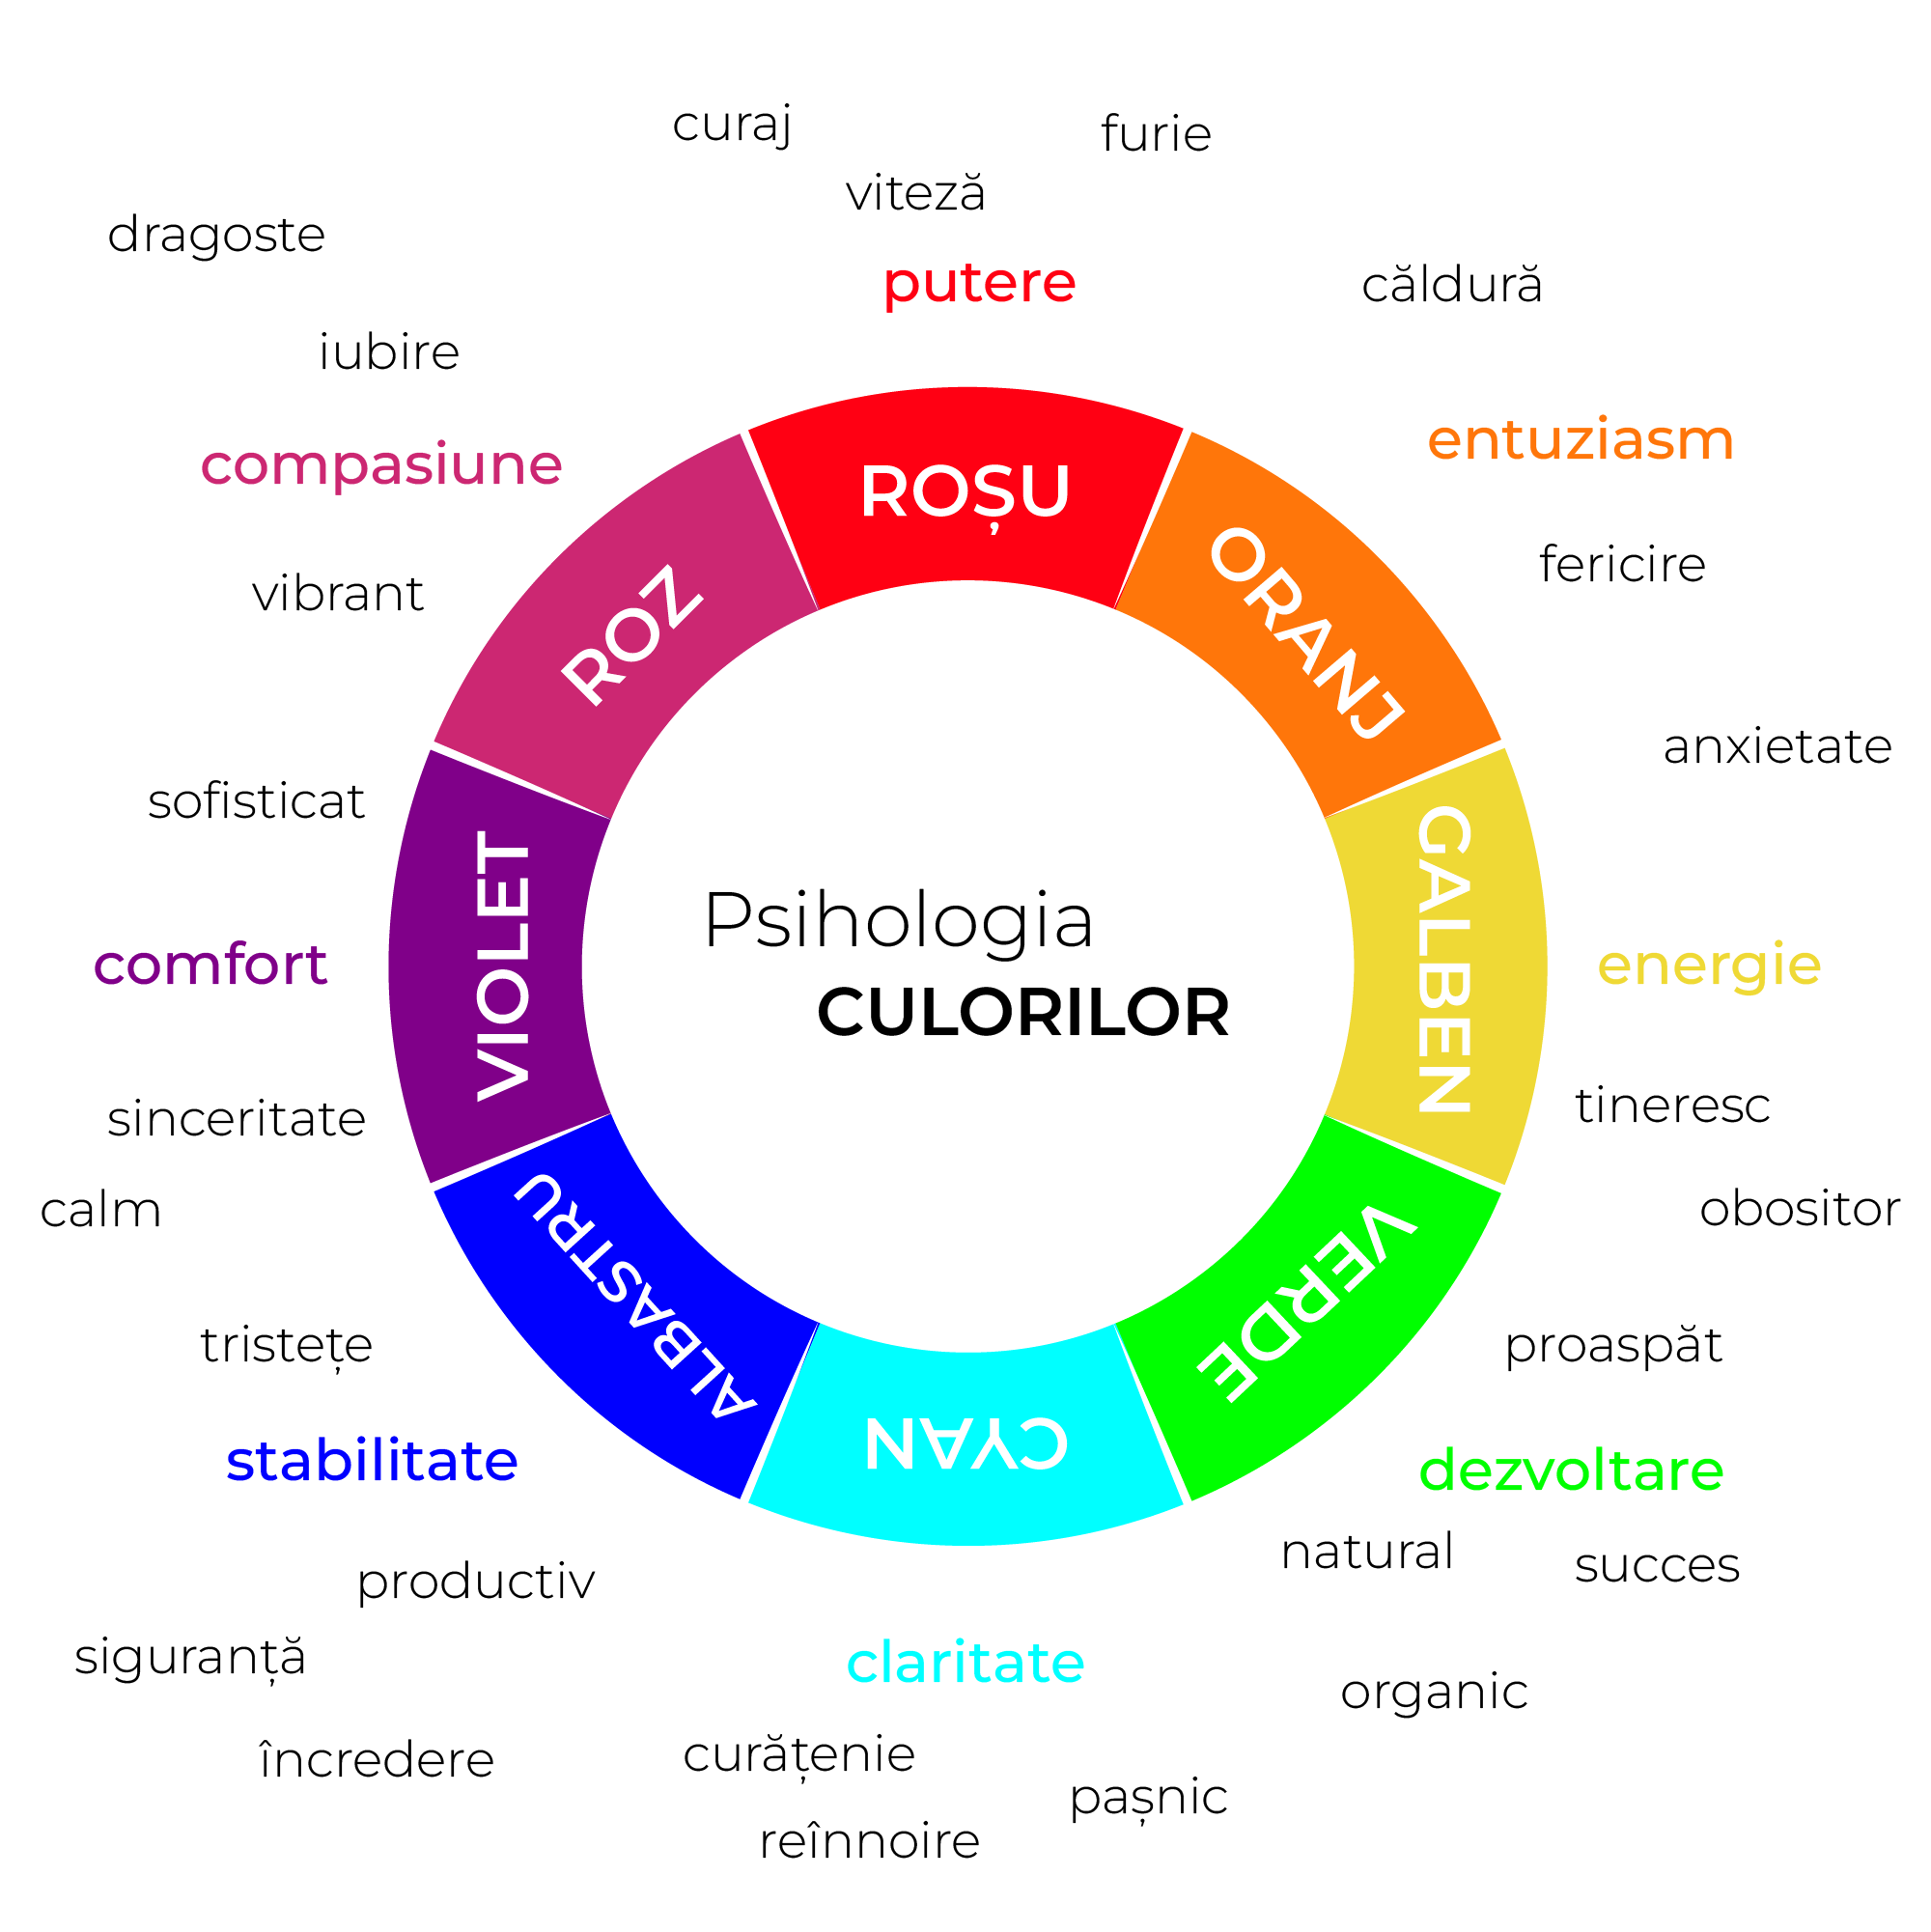 curaj
furie
viteză
putere
dragoste
căldură
iubire
entuziasm
compasiune
fericire
vibrant
ROȘU
ORANJ
ROZ
anxietate
sofisticat
GALBEN
VIOLET
Psihologia
CULORILOR
comfort
energie
sinceritate
tineresc
calm
obositor
VERDE
ALBASTRU
CYAN
tristețe
proaspăt
stabilitate
dezvoltare
natural
succes
productiv
siguranță
claritate
organic
încredere
curățenie
pașnic
reînnoire